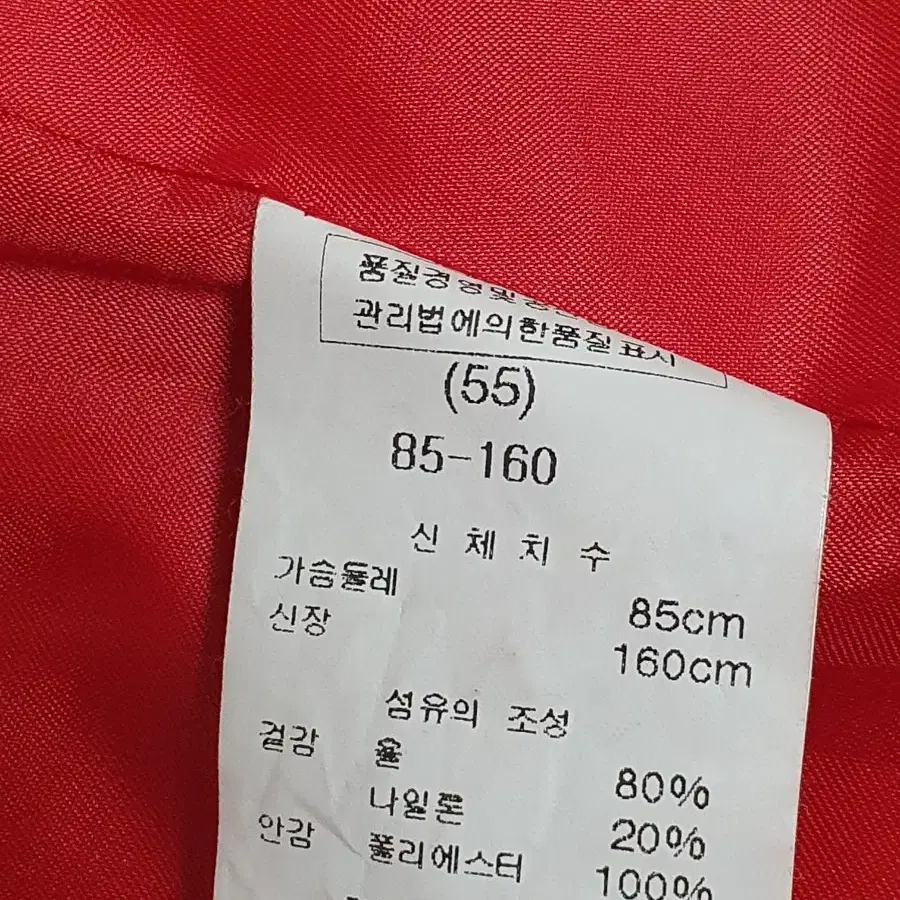 품질경영및
관리법에의한품질표시
(55)
85-160
신 체 치 수
가슴둘레 85cm
신장 160cm
섬유의 조성
겉감 울 80%
나일론 20%
안감 폴리에스터 100%